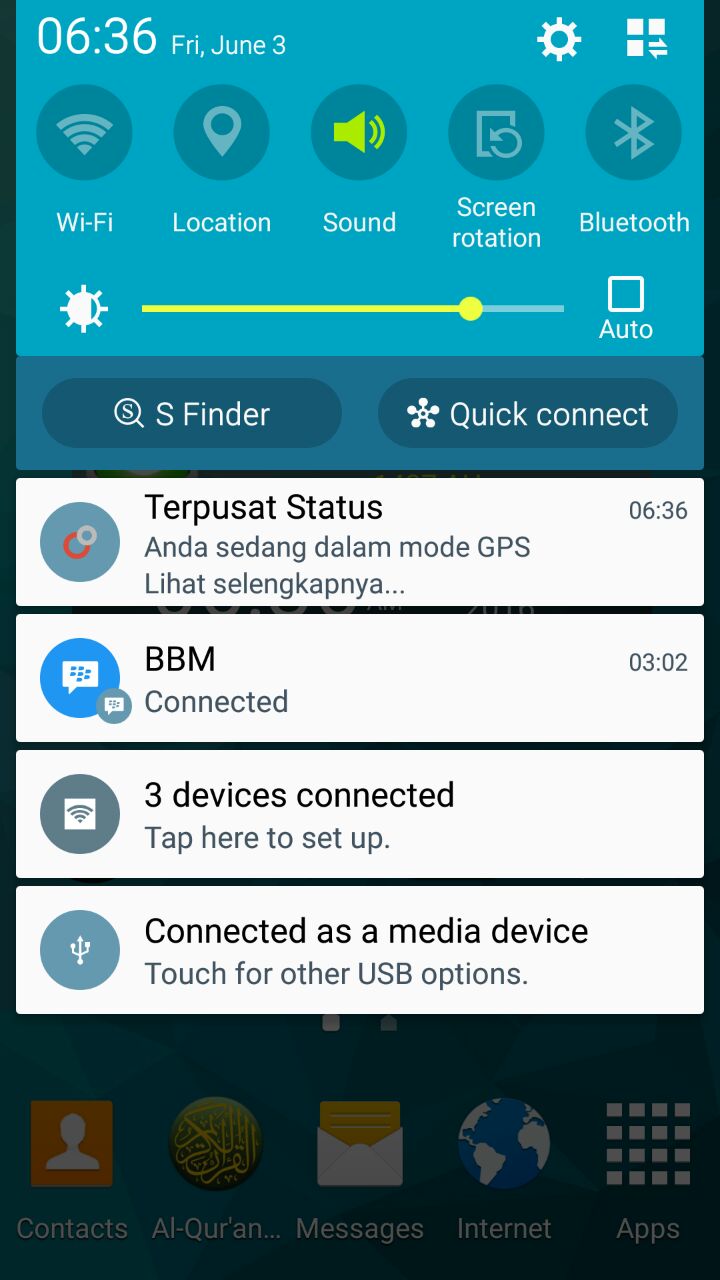 06:36 Fri, June 3
Wi-Fi
Location
Sound
Screen
rotation
Bluetooth
Auto
S Finder
Quick connect
Terpusat Status
06:36
Anda sedang dalam mode GPS
Lihat selengkapnya...
AM
2016
BBM
03:02
Connected
3 devices connected
Tap here to set up.
Connected as a media device
Touch for other USB options.
Contacts
Al-Qur'an...
Messages
Internet
Apps